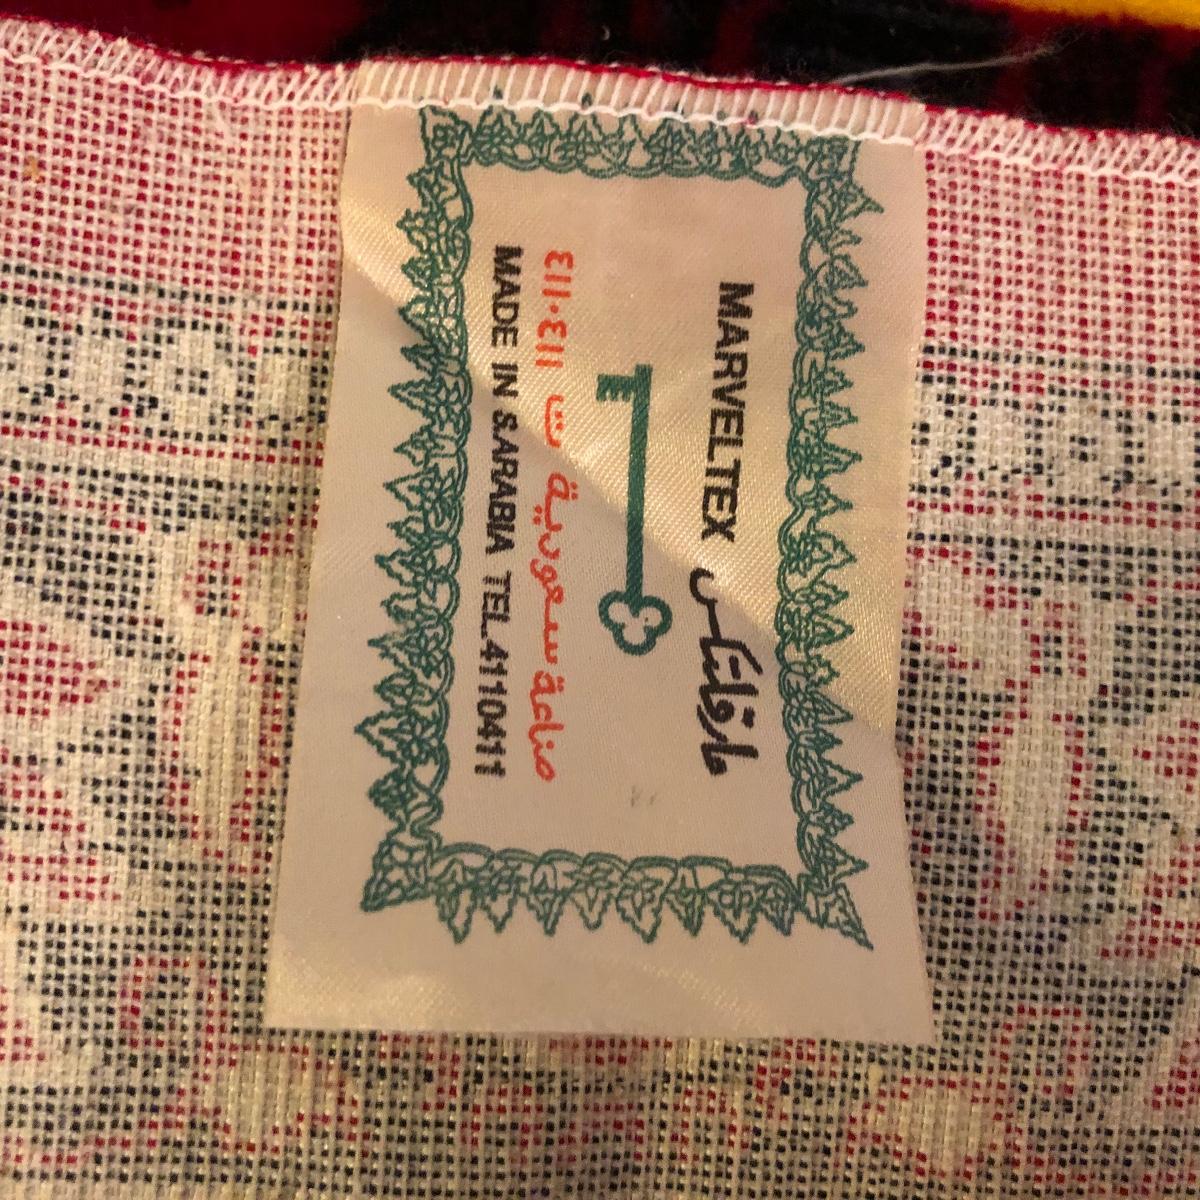 MARVELTEX مارفلتكس
صناعة سعودية ت ٤١١٠٤١١
MADE IN S.ARABIA TEL.4110411